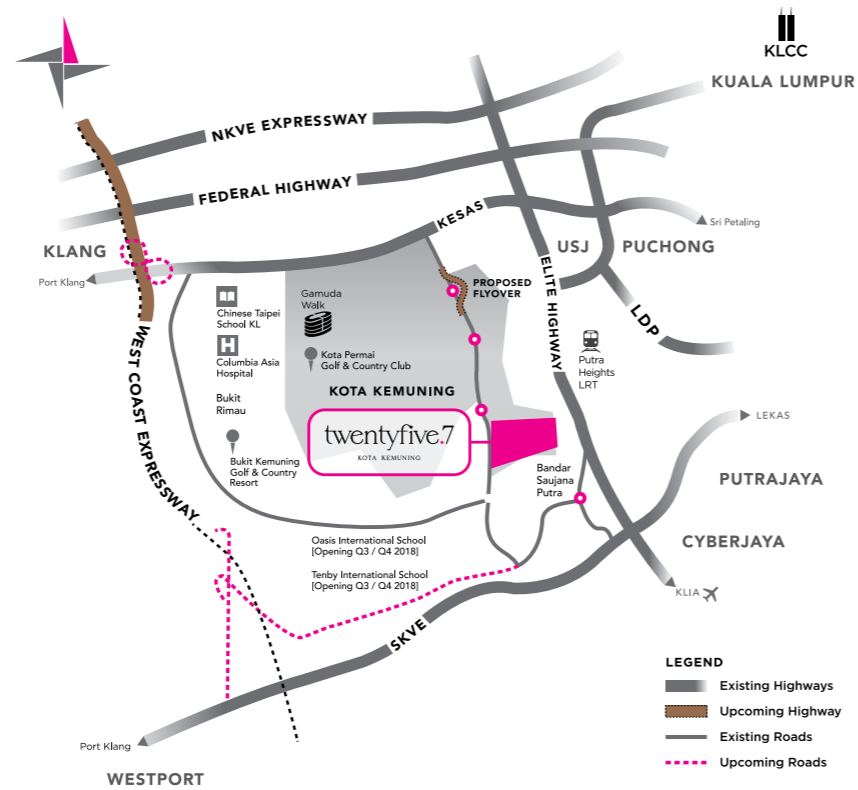 KLCC
KUALA LUMPUR
NKVE EXPRESSWAY
FEDERAL HIGHWAY
KESAS
Sri Petaling
KLANG
USJ
PUCHONG
Port Klang
PROPOSED
FLYOVER
ELITE HIGHWAY
LDP
Chinese Taipei
School KL
Gamuda
Walk
H
Columbia Asia
Hospital
Kota Permai
Golf & Country Club
Putra
Heights
LRT
KOTA KEMUNING
Bukit
Rimau
twentyfive.7
KOTA KEMUNING
LEKAS
WEST COAST EXPRESSWAY
Bukit Kemuning
Golf & Country
Resort
Bandar
Saujana
Putra
PUTRAJAYA
Oasis International School
[Opening Q3 / Q4 2018]
CYBERJAYA
Tenby International School
[Opening Q3 / Q4 2018]
KLIA
SKVE
LEGEND
Existing Highways
Upcoming Highway
Existing Roads
Upcoming Roads
Port Klang
WESTPORT